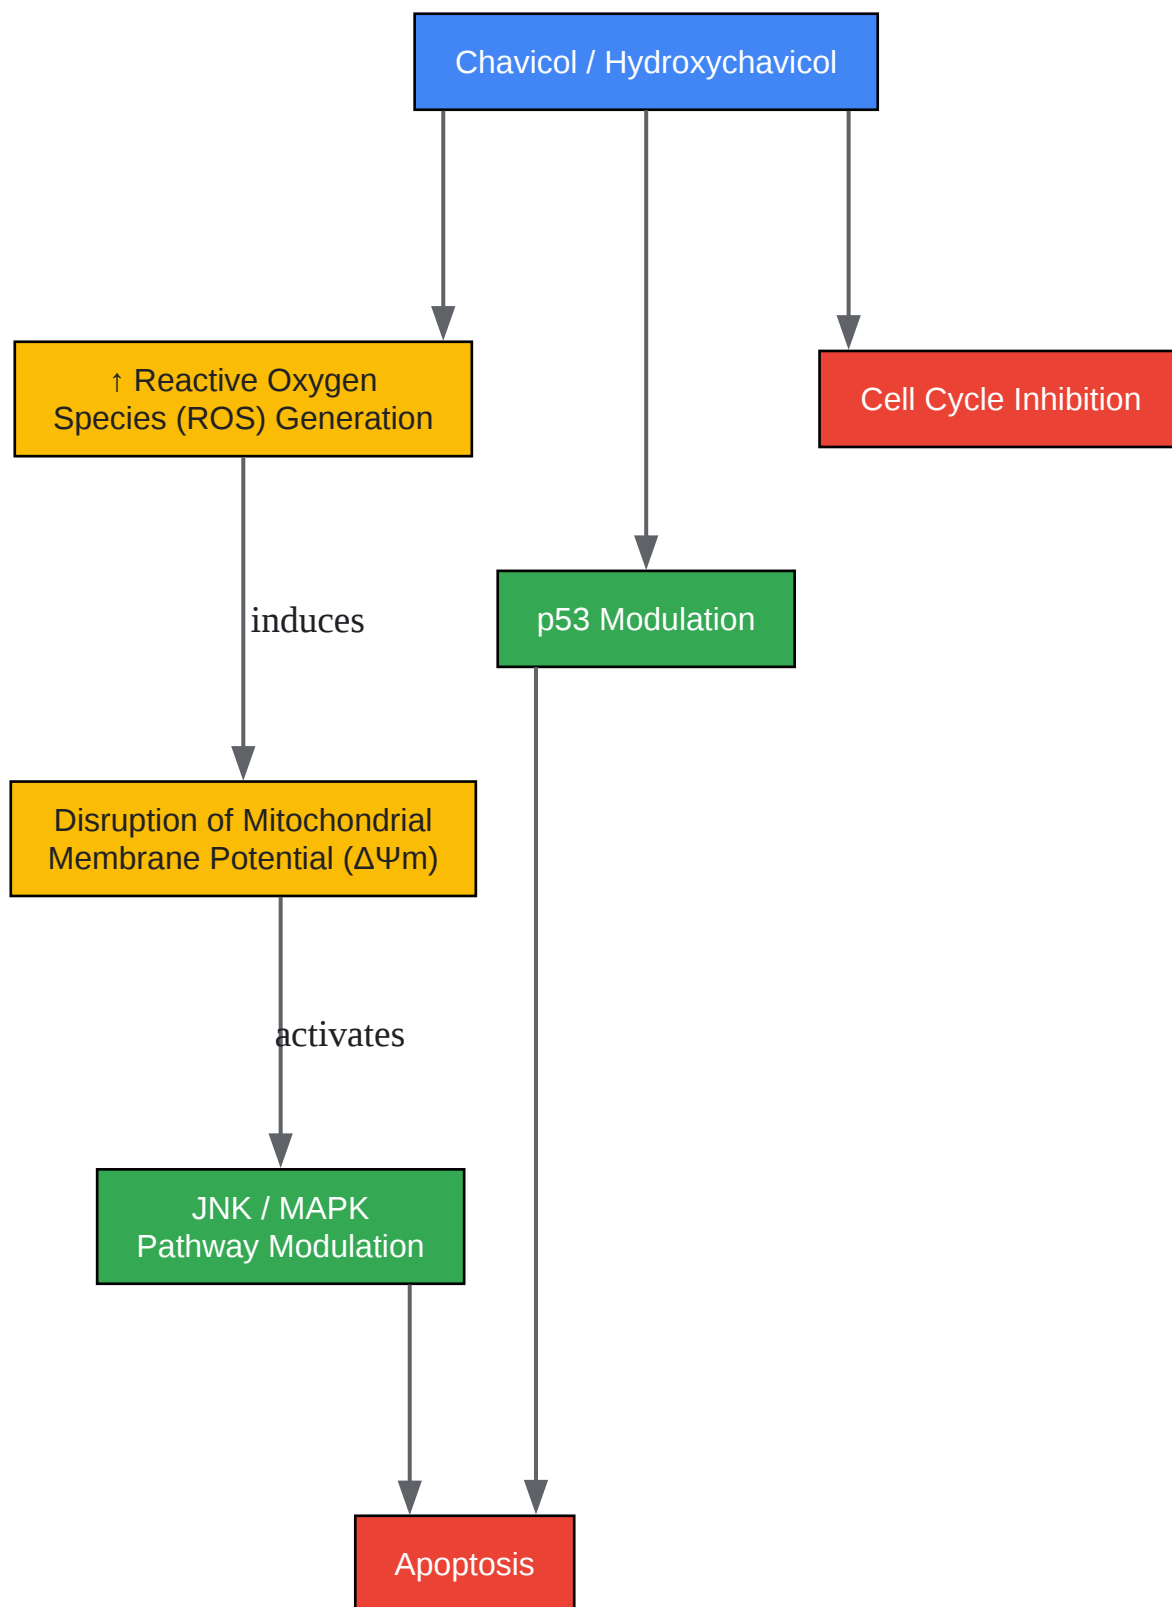 Chavicol / Hydroxychavicol
↑ Reactive Oxygen
Species (ROS) Generation
Cell Cycle Inhibition
induces
p53 Modulation
Disruption of Mitochondrial
Membrane Potential (ΔΨm)
activates
JNK / MAPK
Pathway Modulation
Apoptosis